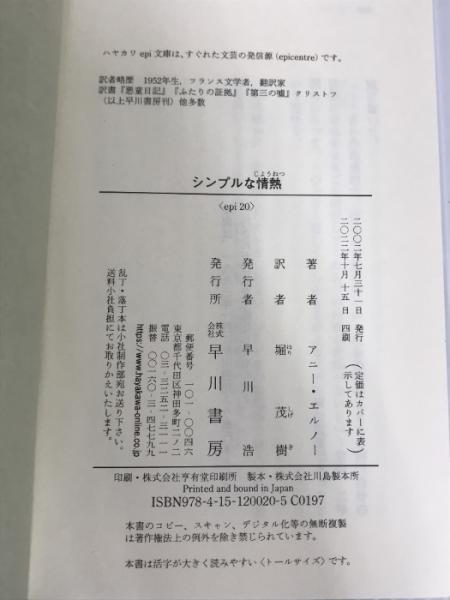 ハヤカワepi文庫は、すぐれた文芸の発信源（epicentre）です。
訳者略歴　1952年生，フランス文学者，翻訳家
訳書『悪童日記』『ふたりの証拠』『第三の嘘』クリストフ
（以上早川書房刊）他多数
じょうねつ
シンプルな情熱
〈epi 20〉
二〇〇二年七月三十一日　発行
二〇二二年十月十五日　四刷
（定価はカバーに表示してあります）
著者　アニー・エルノー
訳者　堀　茂樹
ほり　しげ　き
発行者　早川　浩
発行所　株式会社　早川書房
郵便番号　一〇一-〇〇四六
東京都千代田区神田多町二ノ二
電話　〇三-三二五二-三一一一
振替　〇〇一六〇-三-四七七九九
https://www.hayakawa-online.co.jp
乱丁・落丁本は小社制作部宛お送り下さい。
送料小社負担にてお取りかえいたします。
印刷・株式会社亨有堂印刷所　製本・株式会社川島製本所
Printed and bound in Japan
ISBN978-4-15-120020-5 C0197
本書のコピー、スキャン、デジタル化等の無断複製
は著作権法上の例外を除き禁じられています。
本書は活字が大きく読みやすい〈トールサイズ〉です。